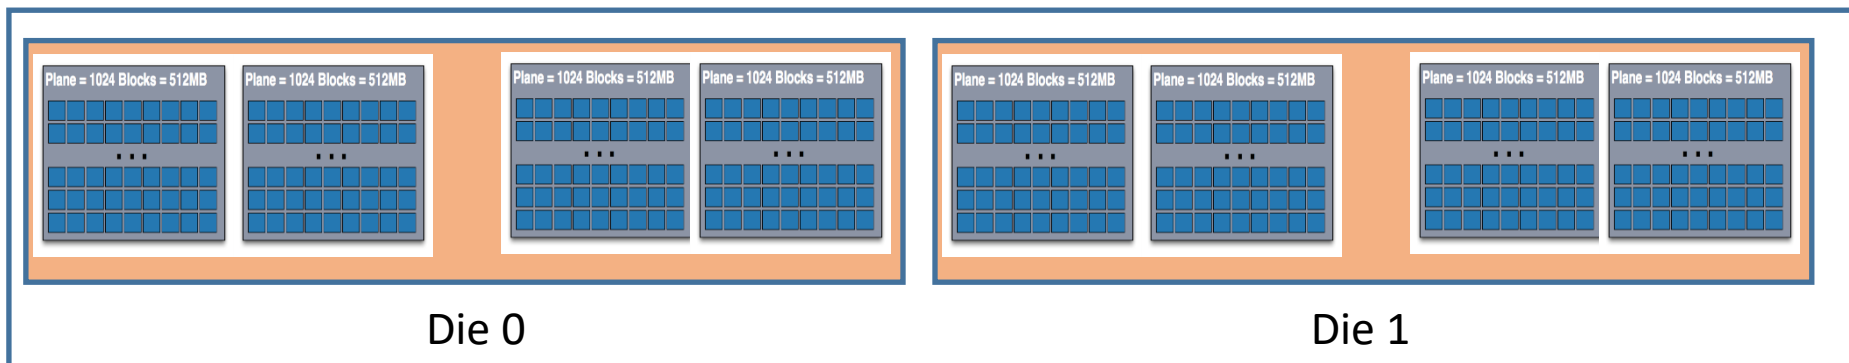 Plane = 1024 Blocks = 512MB
Plane = 1024 Blocks = 512MB
Plane = 1024 Blocks = 512MB
Plane = 1024 Blocks = 512MB
Plane = 1024 Blocks = 512MB
Plane = 1024 Blocks = 512MB
Plane = 1024 Blocks = 512MB
Plane = 1024 Blocks = 512MB
...
...
...
...
...
...
...
...
Die 0
Die 1